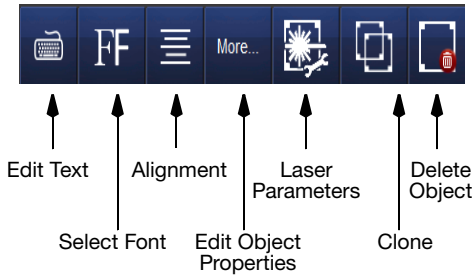 FF
More...
Edit Text
Alignment
Laser
Parameters
Delete
Object
Select Font
Edit Object
Properties
Clone